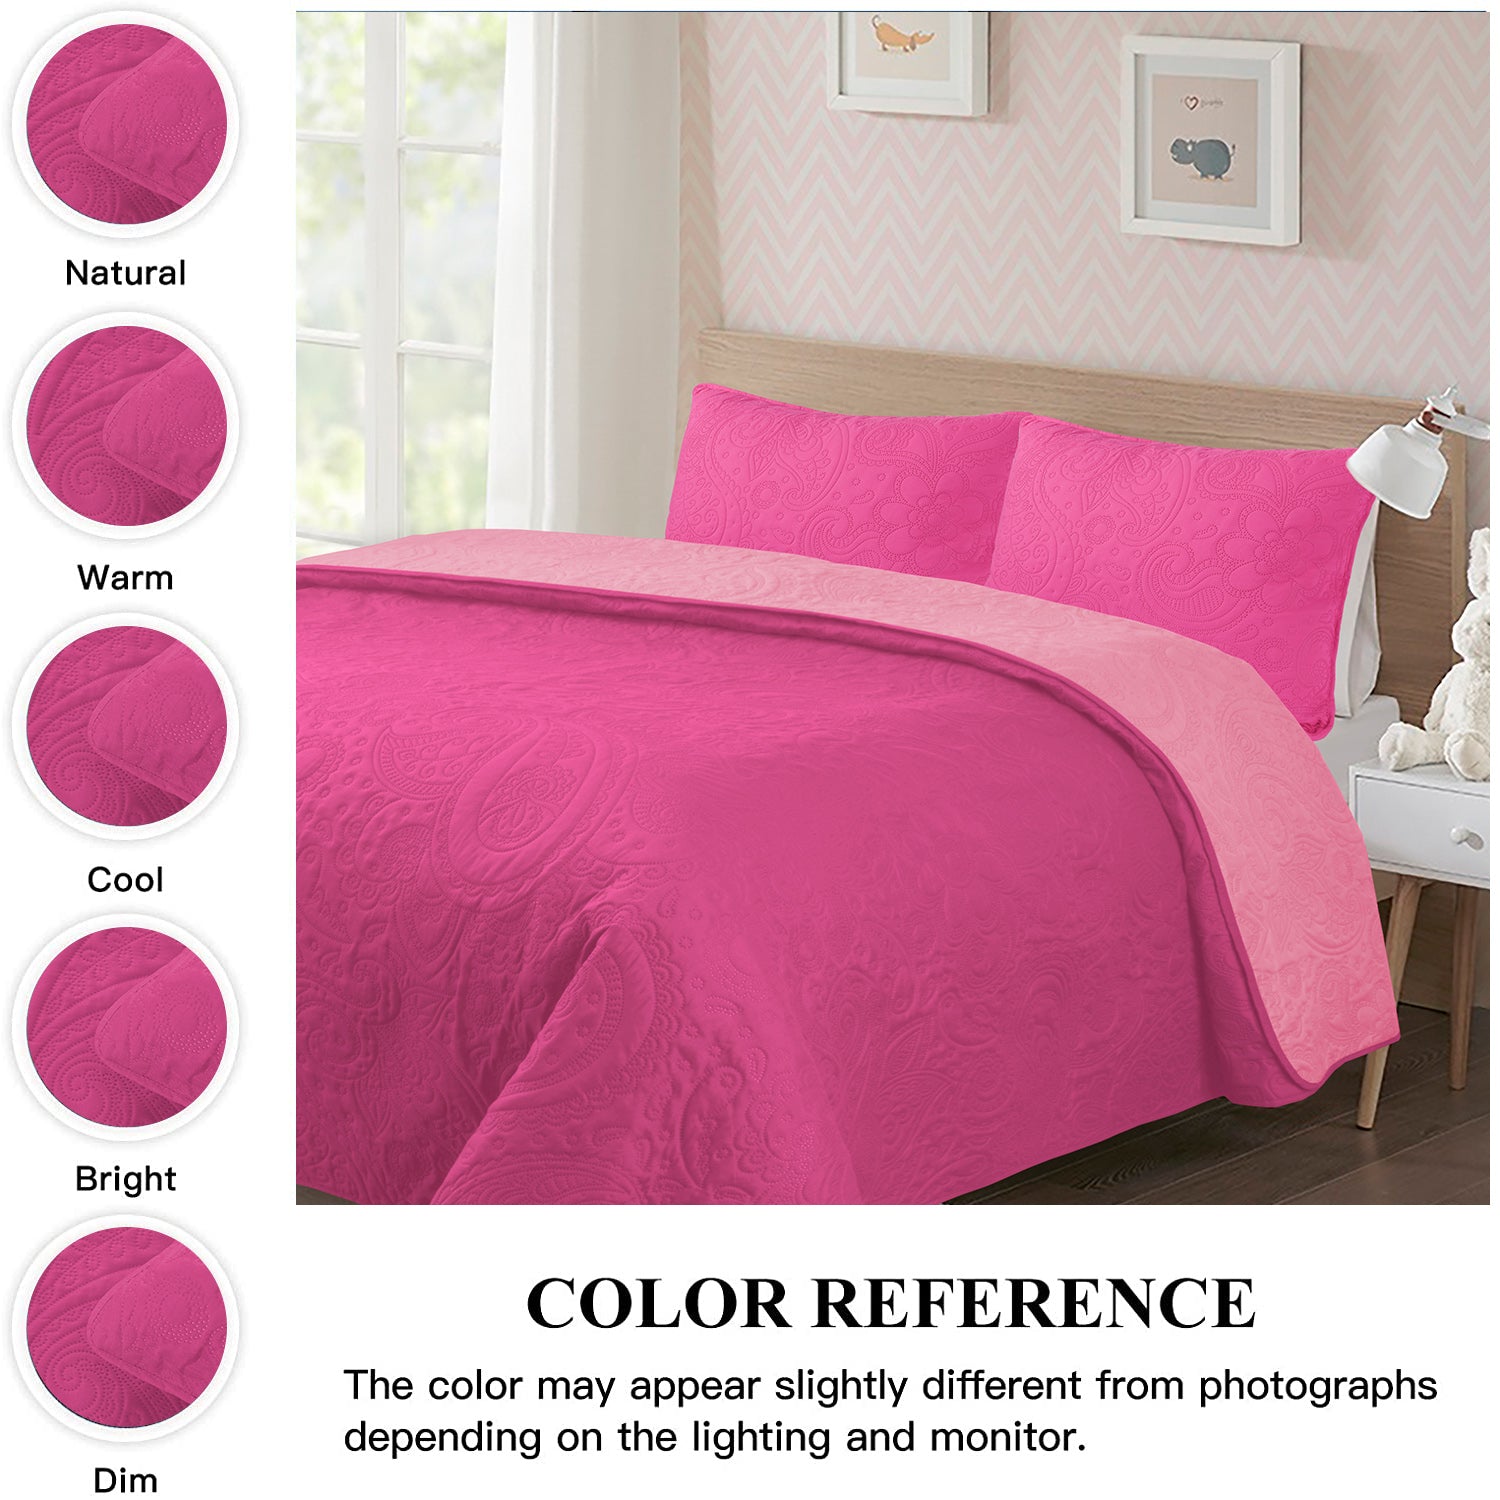 Natural
Warm
Cool
Bright
Dim
COLOR REFERENCE
The color may appear slightly different from photographs
depending on the lighting and monitor.